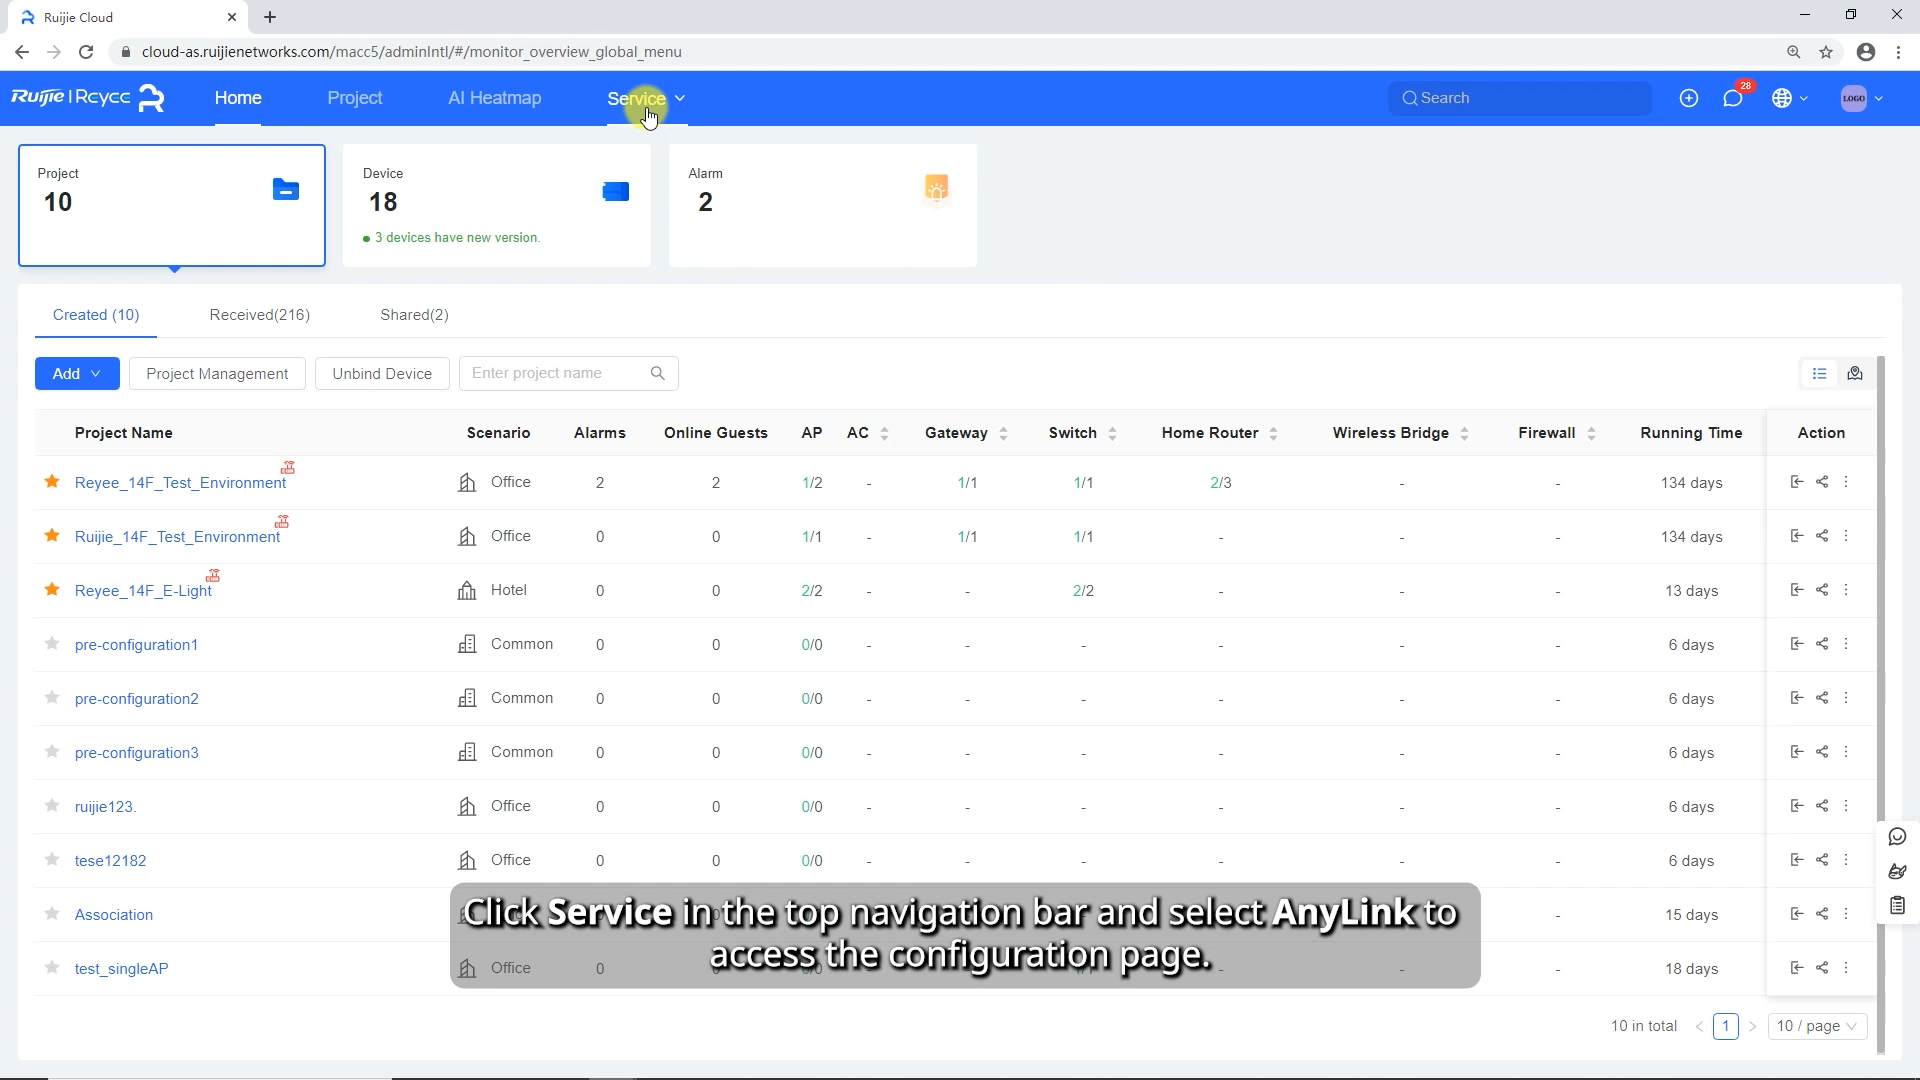 Ruijie Cloud
cloud-as.ruijienetworks.com/macc5/adminIntl/#/monitor_overview_global_menu
Ruijie | Reyee Home Project AI Heatmap Service Search 28 LOGO
Project
10
Device
18
3 devices have new version.
Alarm
2
Created (10) Received(216) Shared(2)
Add Project Management Unbind Device Enter project name
Project Name Scenario Alarms Online Guests AP AC Gateway Switch Home Router Wireless Bridge Firewall Running Time Action
Reyee_14F_Test_Environment Office 2 2 1/2 - 1/1 1/1 2/3 - - 134 days
Ruijie_14F_Test_Environment Office 0 0 1/1 - 1/1 1/1 - - - 134 days
Reyee_14F_E-Light Hotel 0 0 2/2 - - 2/2 - - - 13 days
pre-configuration1 Common 0 0 0/0 - - - - - - 6 days
pre-configuration2 Common 0 0 0/0 - - - - - - 6 days
pre-configuration3 Common 0 0 0/0 - - - - - - 6 days
ruijie123. Office 0 0 0/0 - - - - - - 6 days
tese12182 Office 0 0 0/0 - - - - - - 6 days
Association - 15 days
test_singleAP Office 0 - - - 18 days
Click Service in the top navigation bar and select AnyLink to
access the configuration page.
10 in total 1 10 / page